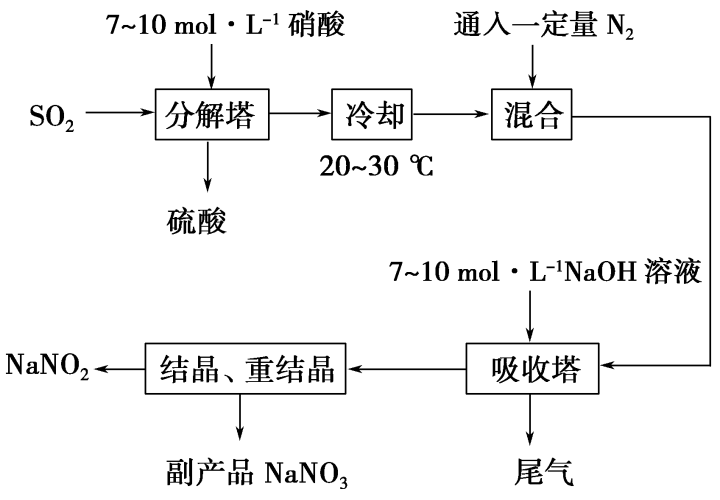 7~10 mol·L⁻¹硝酸
通入一定量N₂
SO₂
分解塔
冷却
混合
20~30 ℃
硫酸
7~10 mol·L⁻¹NaOH 溶液
NaNO₂
结晶、重结晶
吸收塔
副产品 NaNO₃
尾气